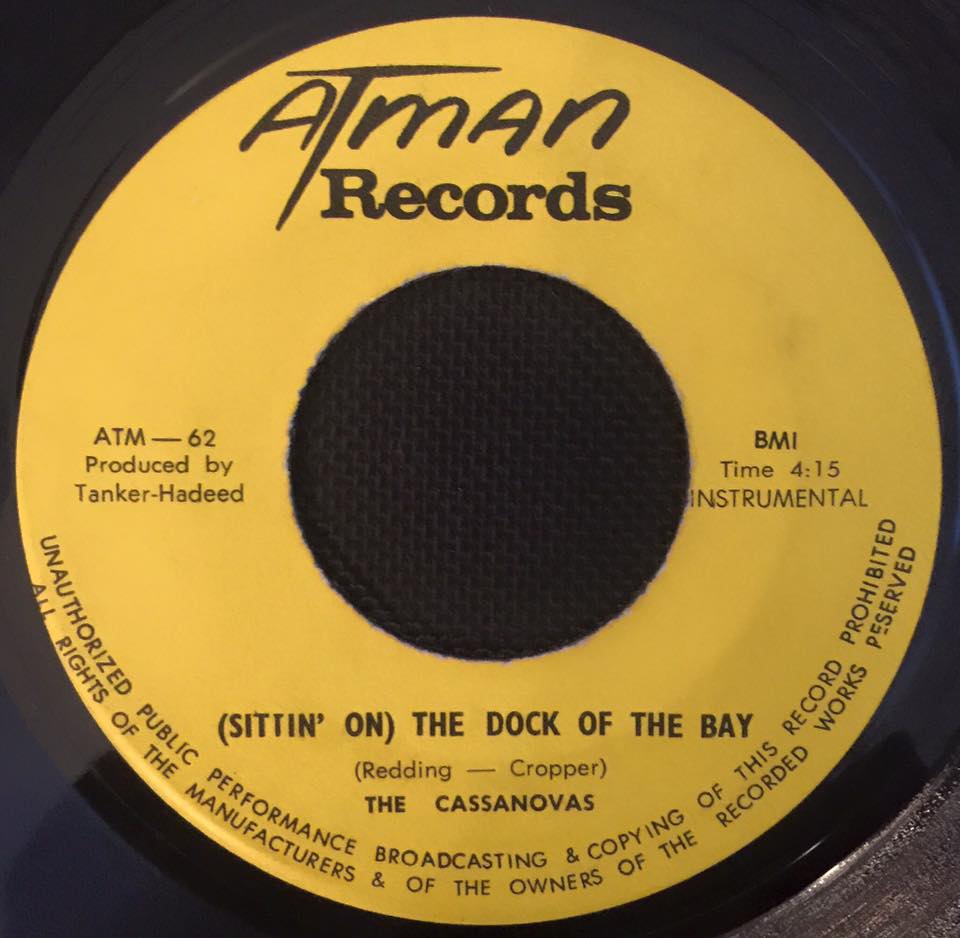 ATMAN
Records
ATM — 62
Produced by
Tanker-Hadeed
BMI
Time 4:15
INSTRUMENTAL
(SITTIN' ON) THE DOCK OF THE BAY
(Redding — Cropper)
THE CASSANOVAS
UNAUTHORIZED PUBLIC PERFORMANCE BROADCASTING & COPYING OF THIS RECORD PROHIBITED
ALL RIGHTS OF THE MANUFACTURERS & OF THE OWNERS OF THE RECORDED WORKS PESERVED